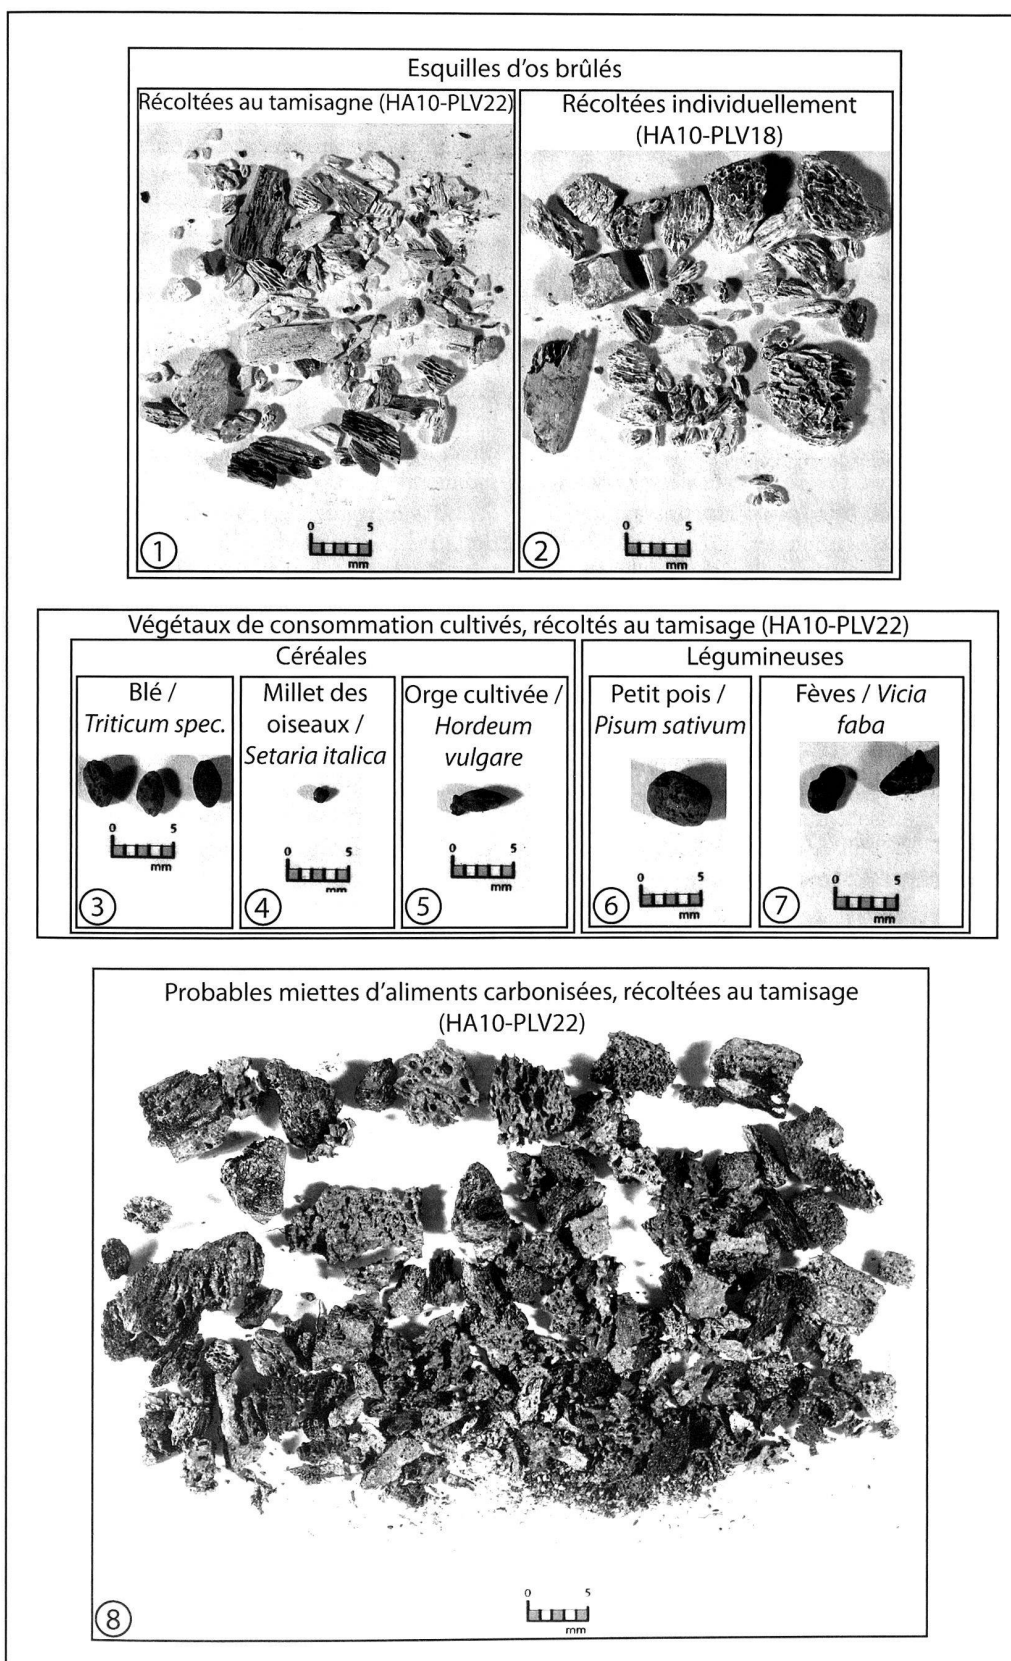 Esquilles d'os brûlés
Récoltées au tamisagne (HA10-PLV22)
0 5
mm
1
Récoltées individuellement
(HA10-PLV18)
0 5
mm
2
Végétaux de consommation cultivés, récoltés au tamisage (HA10-PLV22)
Céréales
Blé /
Triticum spec.
0 5
mm
3
Millet des
oiseaux /
Setaria italica
0 5
mm
4
Orge cultivée /
Hordeum
vulgare
0 5
mm
5
Légumineuses
Petit pois /
Pisum sativum
0 5
mm
6
Fèves / Vicia
faba
0 5
mm
7
Probables miettes d'aliments carbonisées, récoltées au tamisage
(HA10-PLV22)
0 5
mm
8